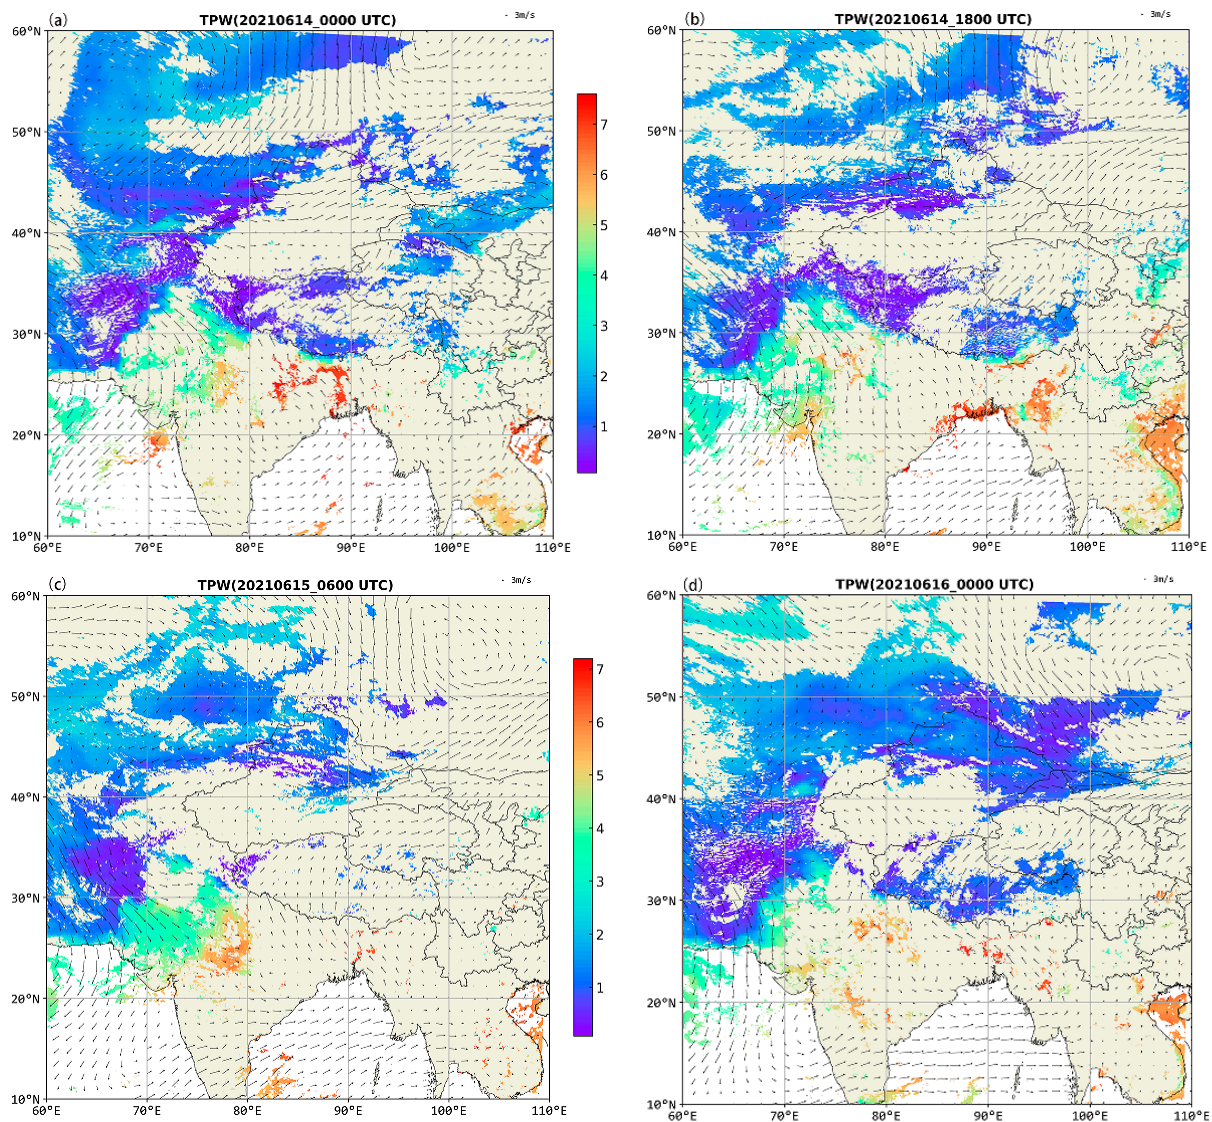 (a)
TPW(20210614_0000 UTC)
- 3m/s
60°N
50°N
40°N
30°N
20°N
10°N
60°E 70°E 80°E 90°E 100°E 110°E
7
6
5
4
3
2
1
(b)
TPW(20210614_1800 UTC)
- 3m/s
60°N
50°N
40°N
30°N
20°N
10°N
60°E 70°E 80°E 90°E 100°E 110°E
(c)
TPW(20210615_0600 UTC)
- 3m/s
60°N
50°N
40°N
30°N
20°N
10°N
60°E 70°E 80°E 90°E 100°E 110°E
7
6
5
4
3
2
1
(d)
TPW(20210616_0000 UTC)
- 3m/s
60°N
50°N
40°N
30°N
20°N
10°N
60°E 70°E 80°E 90°E 100°E 110°E